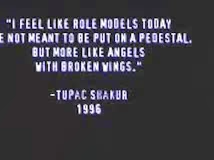 "I FEEL LIKE ROLE MODELS TODAY
E NOT MEANT TO BE PUT ON A PEDESTAL.
BUT MORE LIKE ANGELS
WITH BROKEN WINGS."
-TUPAC SHAKUR
1996